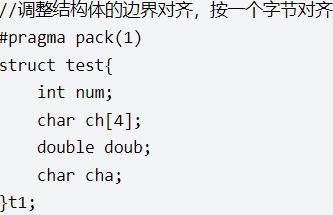 //调整结构体的边界对齐，按一个字节对齐
#pragma pack(1)
struct test{
    int num;
    char ch[4];
    double doub;
    char cha;
}t1;